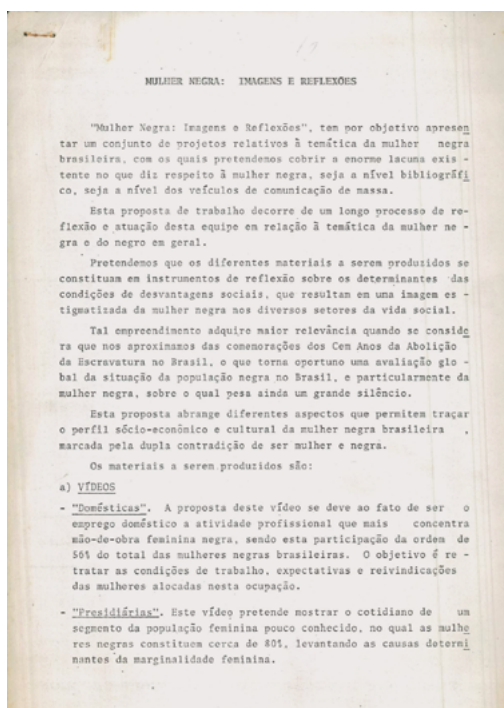 MULHER NEGRA: IMAGENS E REFLEXÕES
"Mulher Negra: Imagens e Reflexões", tem por objetivo apresen
tar um conjunto de projetos relativos à temática da mulher negra
brasileira, com os quais pretendemos cobrir a enorme lacuna exis -
tente no que diz respeito à mulher negra, seja a nível bibliográfi
co, seja a nível dos veículos de comunicação de massa.
Esta proposta de trabalho decorre de um longo processo de re-
flexão e atuação desta equipe em relação à temática da mulher ne -
gra e do negro em geral.
Pretendemos que os diferentes materiais a serem produzidos se
constituam em instrumentos de reflexão sobre os determinantes das
condições de desvantagens sociais, que resultam em uma imagem es -
tigmatizada da mulher negra nos diversos setores da vida social.
Tal empreendimento adquire maior relevância quando se conside
ra que nos aproximamos das comemorações dos Cem Anos da Abolição
da Escravatura no Brasil, o que torna oportuno uma avaliação glo -
bal da situação da população negra no Brasil, e particularmente da
mulher negra, sobre o qual pesa ainda um grande silêncio.
Esta proposta abrange diferentes aspectos que permitem traçar
o perfil sócio-econômico e cultural da mulher negra brasileira ,
marcada pela dupla contradição de ser mulher e negra.
Os materiais a serem produzidos são:
a) VÍDEOS
- "Domésticas". A proposta deste vídeo se deve ao fato de ser o
emprego doméstico a atividade profissional que mais concentra
mão-de-obra feminina negra, sendo esta participação da ordem de
56% do total das mulheres negras brasileiras. O objetivo é re -
tratar as condições de trabalho, expectativas e reivindicações
das mulheres alocadas nesta ocupação.
- "Presidiárias". Este vídeo pretende mostrar o cotidiano de um
segmento da população feminina pouco conhecido, no qual as mulhe
res negras constituem cerca de 80%, levantando as causas determi
nantes da marginalidade feminina.